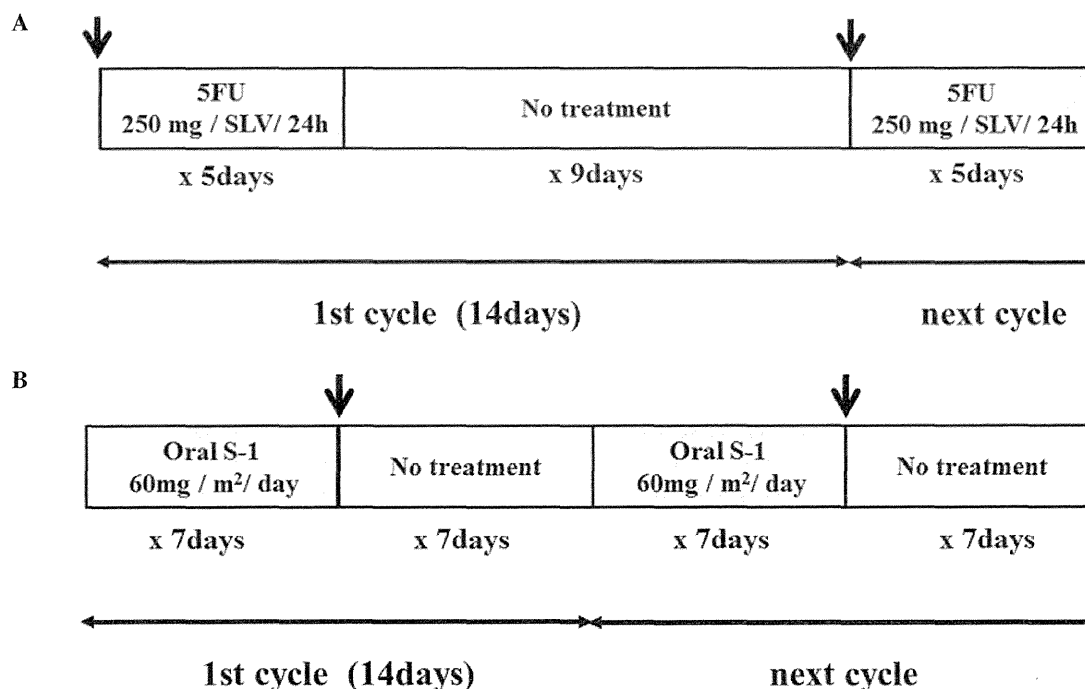 A
5FU
250 mg / SLV/ 24h
No treatment
5FU
250 mg / SLV/ 24h
x 5days
x 9days
x 5days
1st cycle (14days)
next cycle
B
Oral S-1
60mg / m²/ day
No treatment
Oral S-1
60mg / m²/ day
No treatment
x 7days
x 7days
x 7days
x 7days
1st cycle (14days)
next cycle